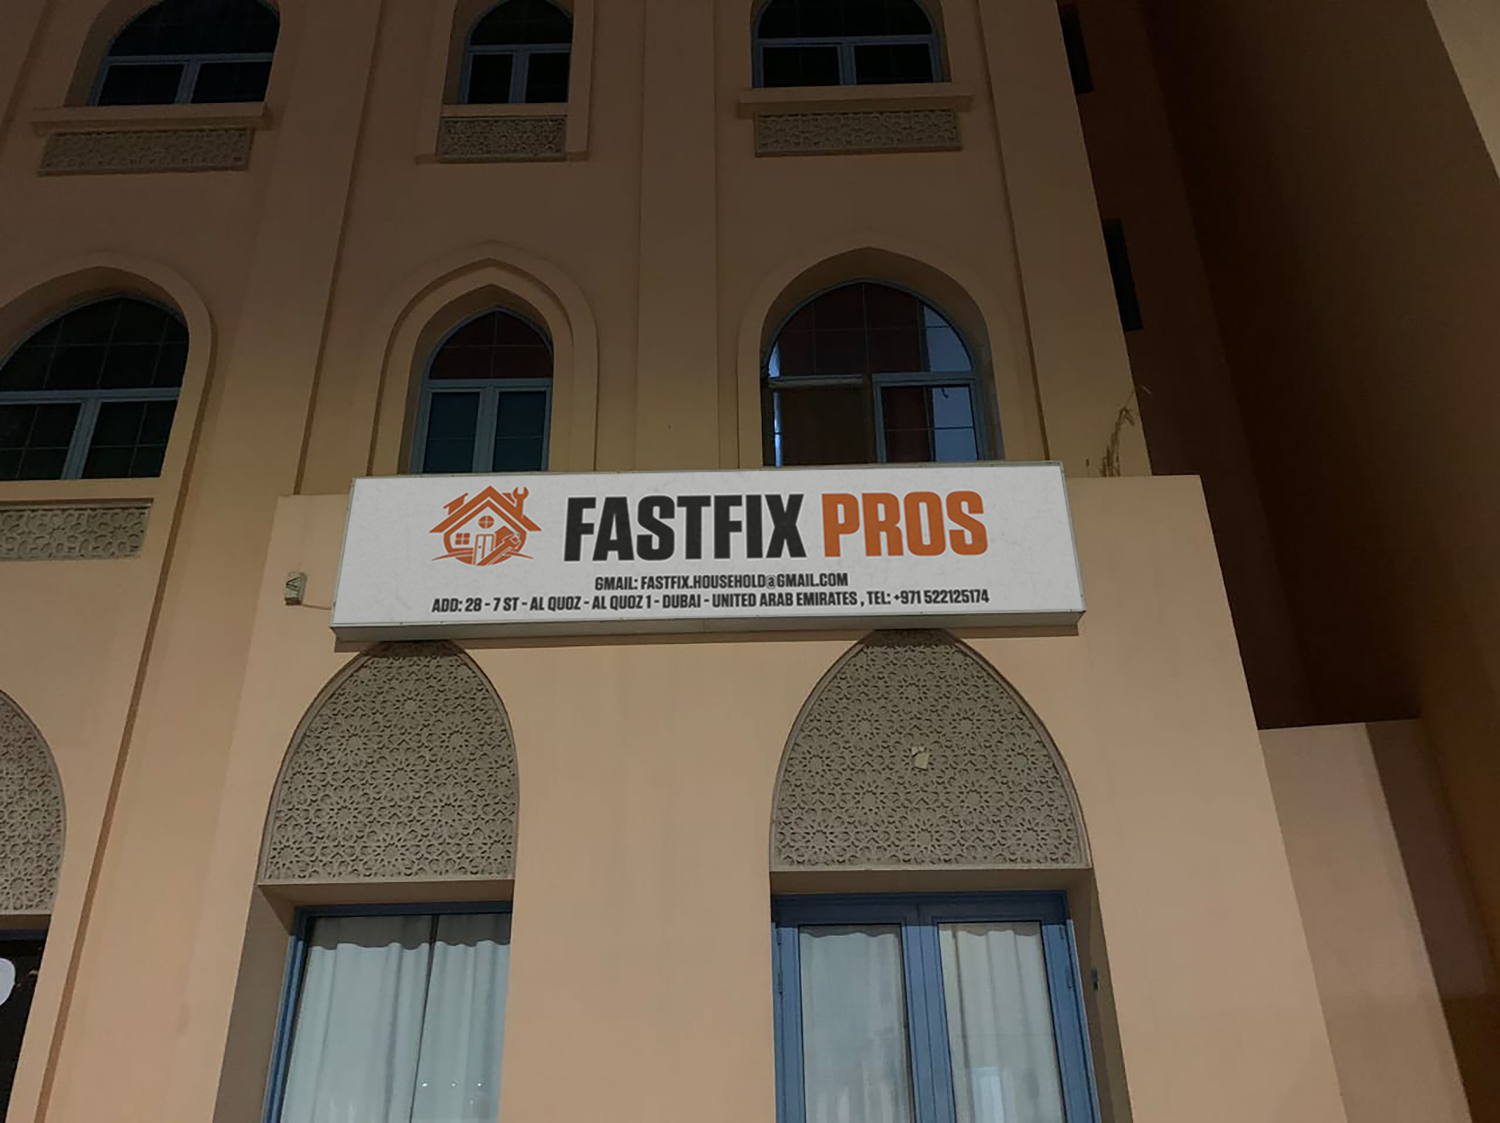 FASTFIX PROS
GMAIL: FASTFIX.HOUSEHOLD@GMAIL.COM
ADD: 28 - 7 ST - AL QUOZ - AL QUOZ 1 - DUBAI - UNITED ARAB EMIRATES , TEL: +971 522125174